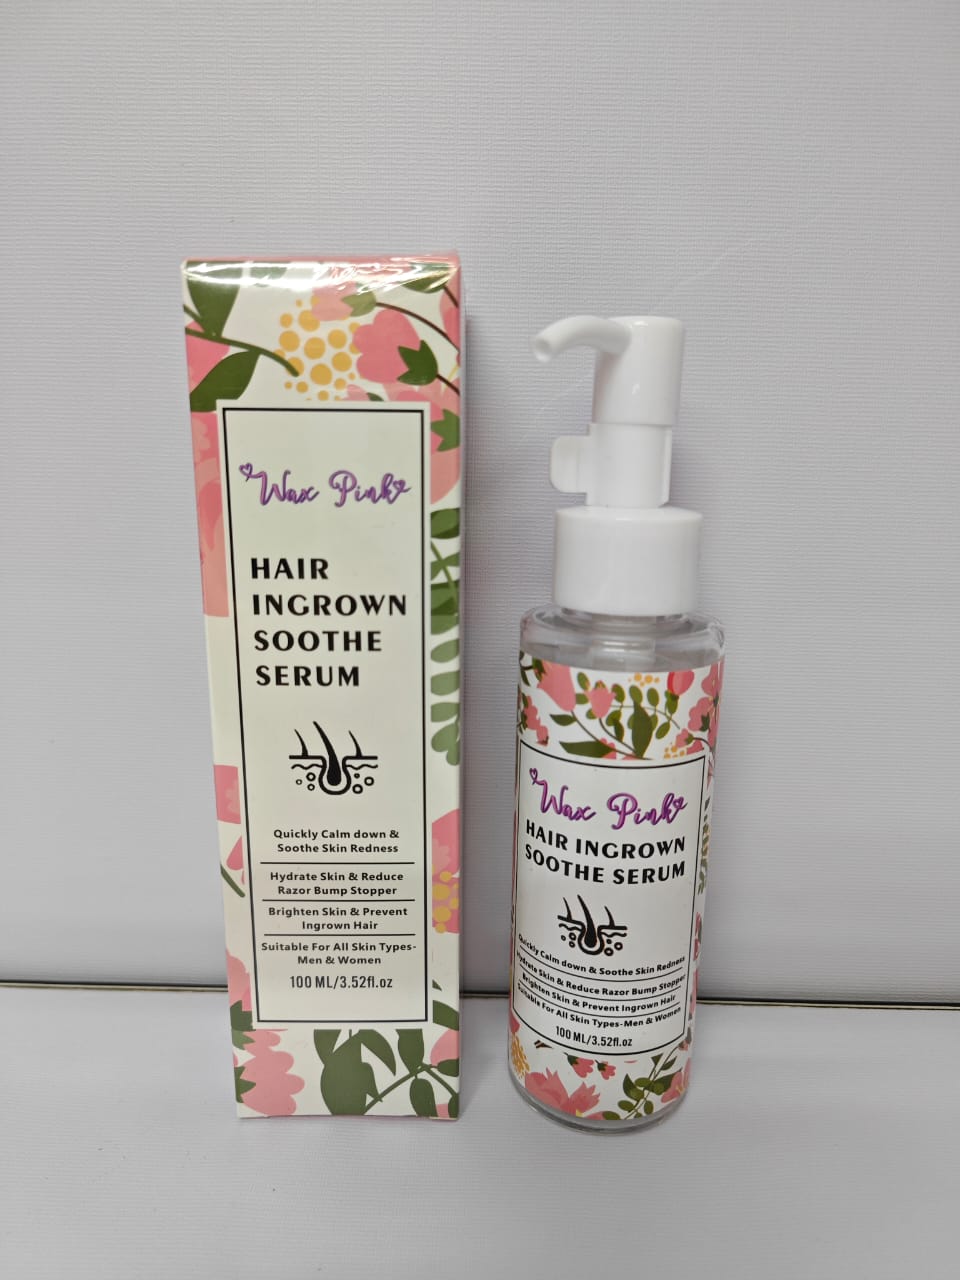 Wax Pink
HAIR
INGROWN
SOOTHE
SERUM
Quickly Calm down &
Soothe Skin Redness
Hydrate Skin & Reduce
Razor Bump Stopper
Brighten Skin & Prevent
Ingrown Hair
Suitable For All Skin Types-
Men & Women
100 ML/3.52fl.oz
Wax Pink
HAIR INGROWN
SOOTHE SERUM
Quickly Calm down & Soothe Skin Redness
Hydrate Skin & Reduce Razor Bump Stopper
Brighten Skin & Prevent Ingrown Hair
Suitable For All Skin Types-Men & Women
100 ML/3.52fl.oz